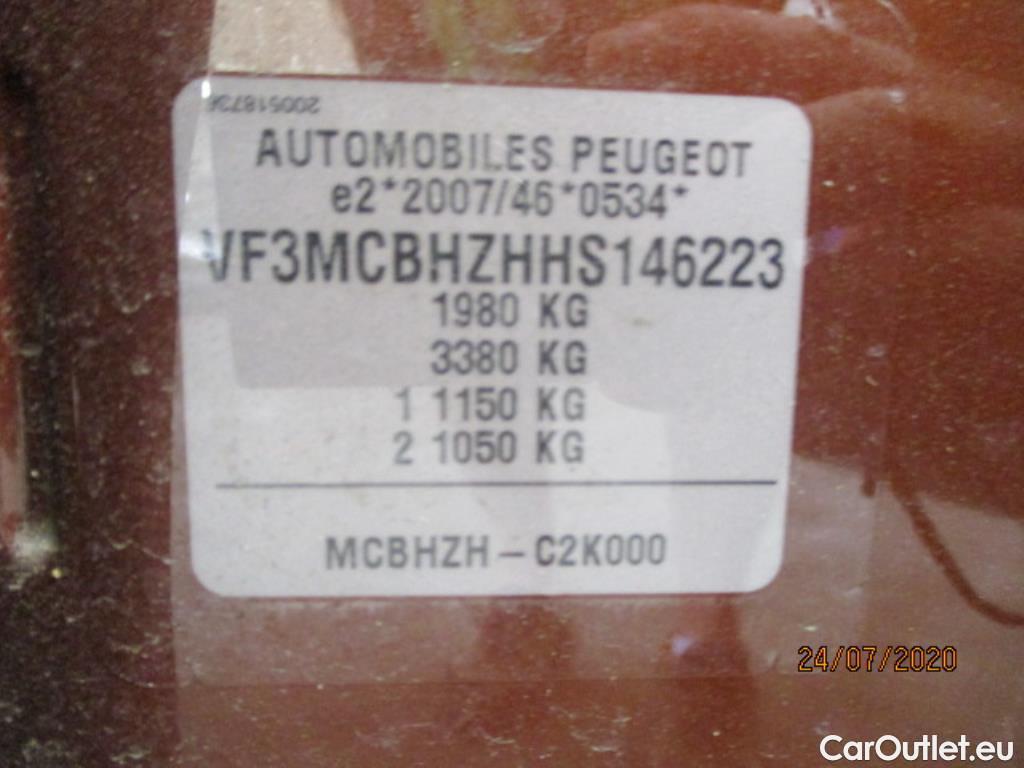 20051873
AUTOMOBILES PEUGEOT
e2*2007/46*0534*
VF3MCBHZHHS146223
1980 KG
3380 KG
1 1150 KG
2 1050 KG
MCBHZH – C2K000
24/07/2020
CarOutlet.eu